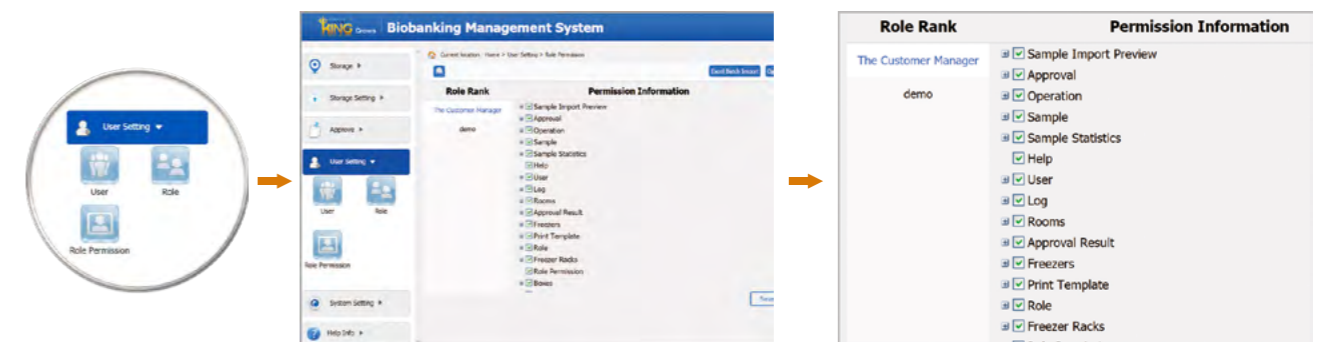 User Setting
User
Role
Role Permission
KING
Biobanking Management System
Current location: Home > User Setting > Role Permission
Storage
Storage Setting
Approve
User Setting
User
Role
Role Permission
System Setting
Help Info
Role Rank
Permission Information
The Customer Manager
demo
Sample Import Preview
Approval
Operation
Sample
Sample Statistics
Help
User
Log
Rooms
Approval Result
Freezers
Print Template
Role
Freezer Racks
Role Permission
Boxes
Role Rank
Permission Information
The Customer Manager
demo
Sample Import Preview
Approval
Operation
Sample
Sample Statistics
Help
User
Log
Rooms
Approval Result
Freezers
Print Template
Role
Freezer Racks